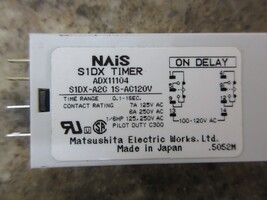 NAiS
S1DX TIMER
ADX11104
S1DX-A2C 1S-AC120V
ON DELAY
TIME RANGE 0.1-1SEC.
CONTACT RATING 7A 125V AC
6A 250V AC
1/6HP 125,250V AC
PILOT DUTY C300
100-120V AC
Matsushita Electric Works.Ltd.
Made in Japan
5052M